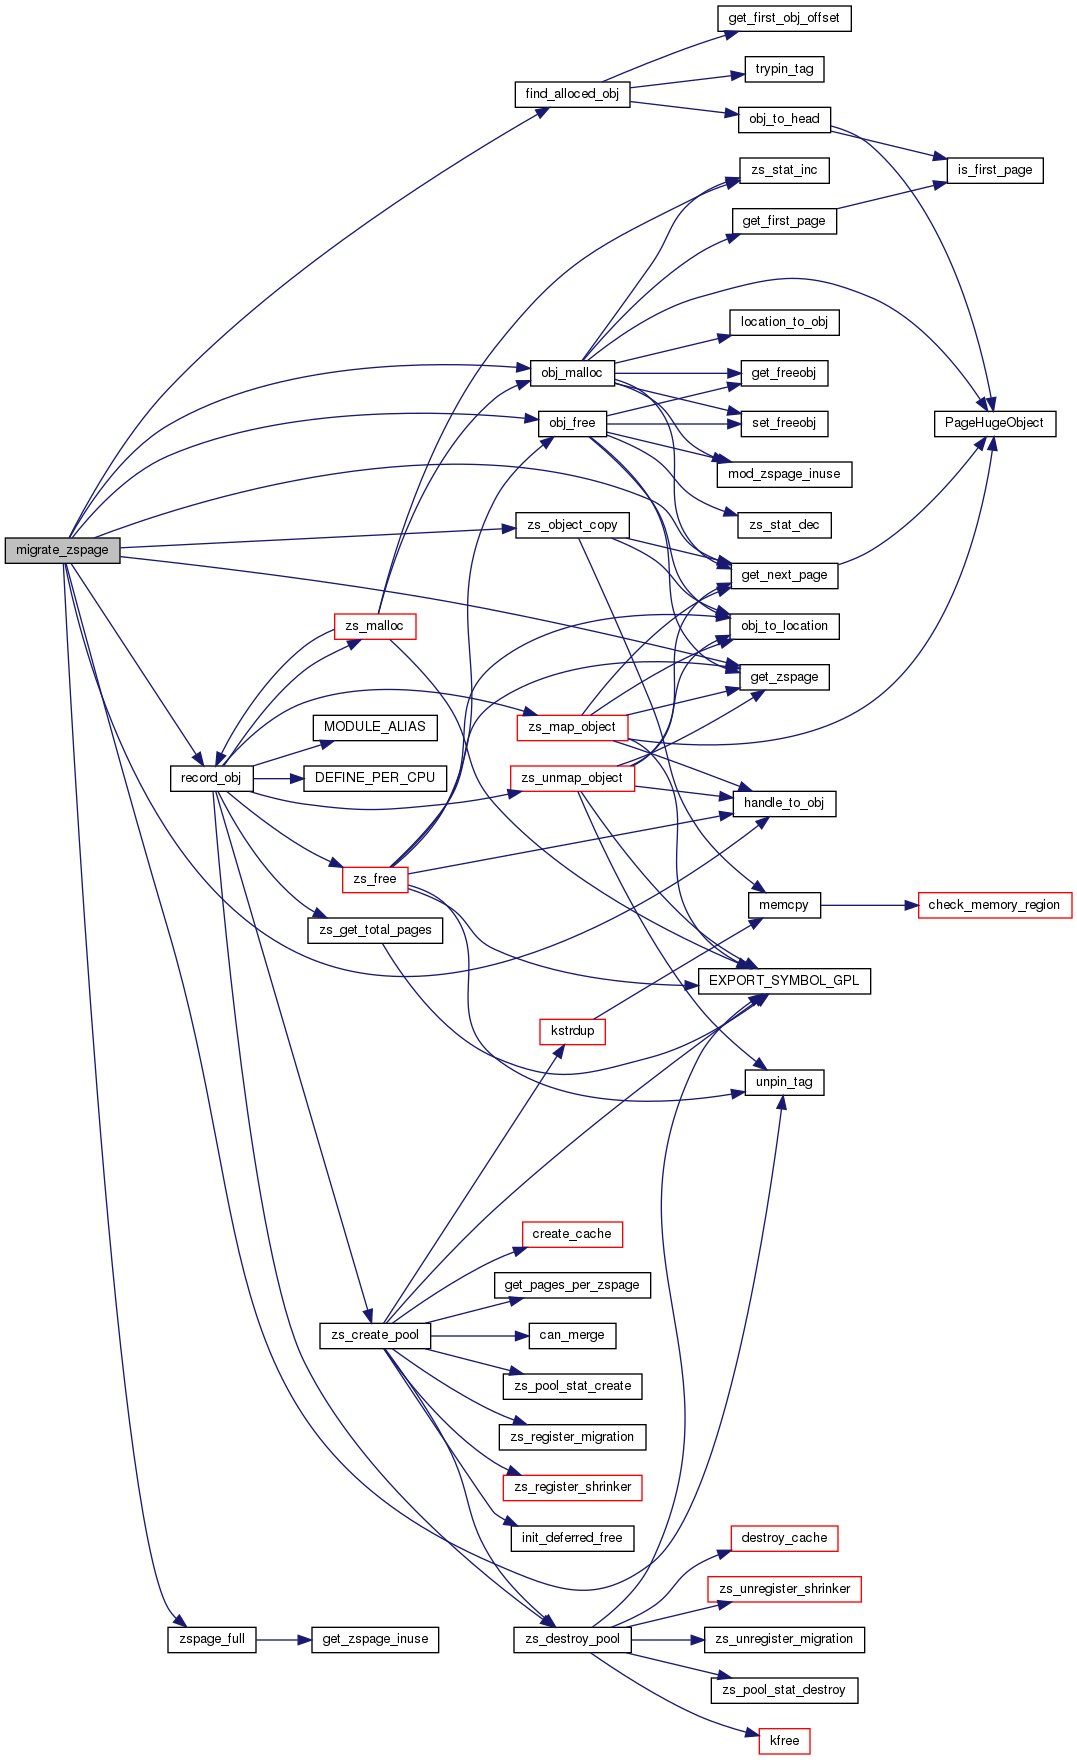 get_first_obj_offset
trypin_tag
find_alloced_obj
obj_to_head
zs_stat_inc
is_first_page
get_first_page
location_to_obj
obj_malloc
get_freeobj
obj_free
set_freeobj
PageHugeObject
mod_zspage_inuse
zs_object_copy
zs_stat_dec
migrate_zspage
get_next_page
zs_malloc
obj_to_location
get_zspage
MODULE_ALIAS
zs_map_object
record_obj
DEFINE_PER_CPU
zs_unmap_object
handle_to_obj
zs_free
memcpy
check_memory_region
zs_get_total_pages
EXPORT_SYMBOL_GPL
kstrdup
unpin_tag
create_cache
get_pages_per_zspage
zs_create_pool
can_merge
zs_pool_stat_create
zs_register_migration
zs_register_shrinker
init_deferred_free
destroy_cache
zs_unregister_shrinker
zspage_full
get_zspage_inuse
zs_destroy_pool
zs_unregister_migration
zs_pool_stat_destroy
kfree